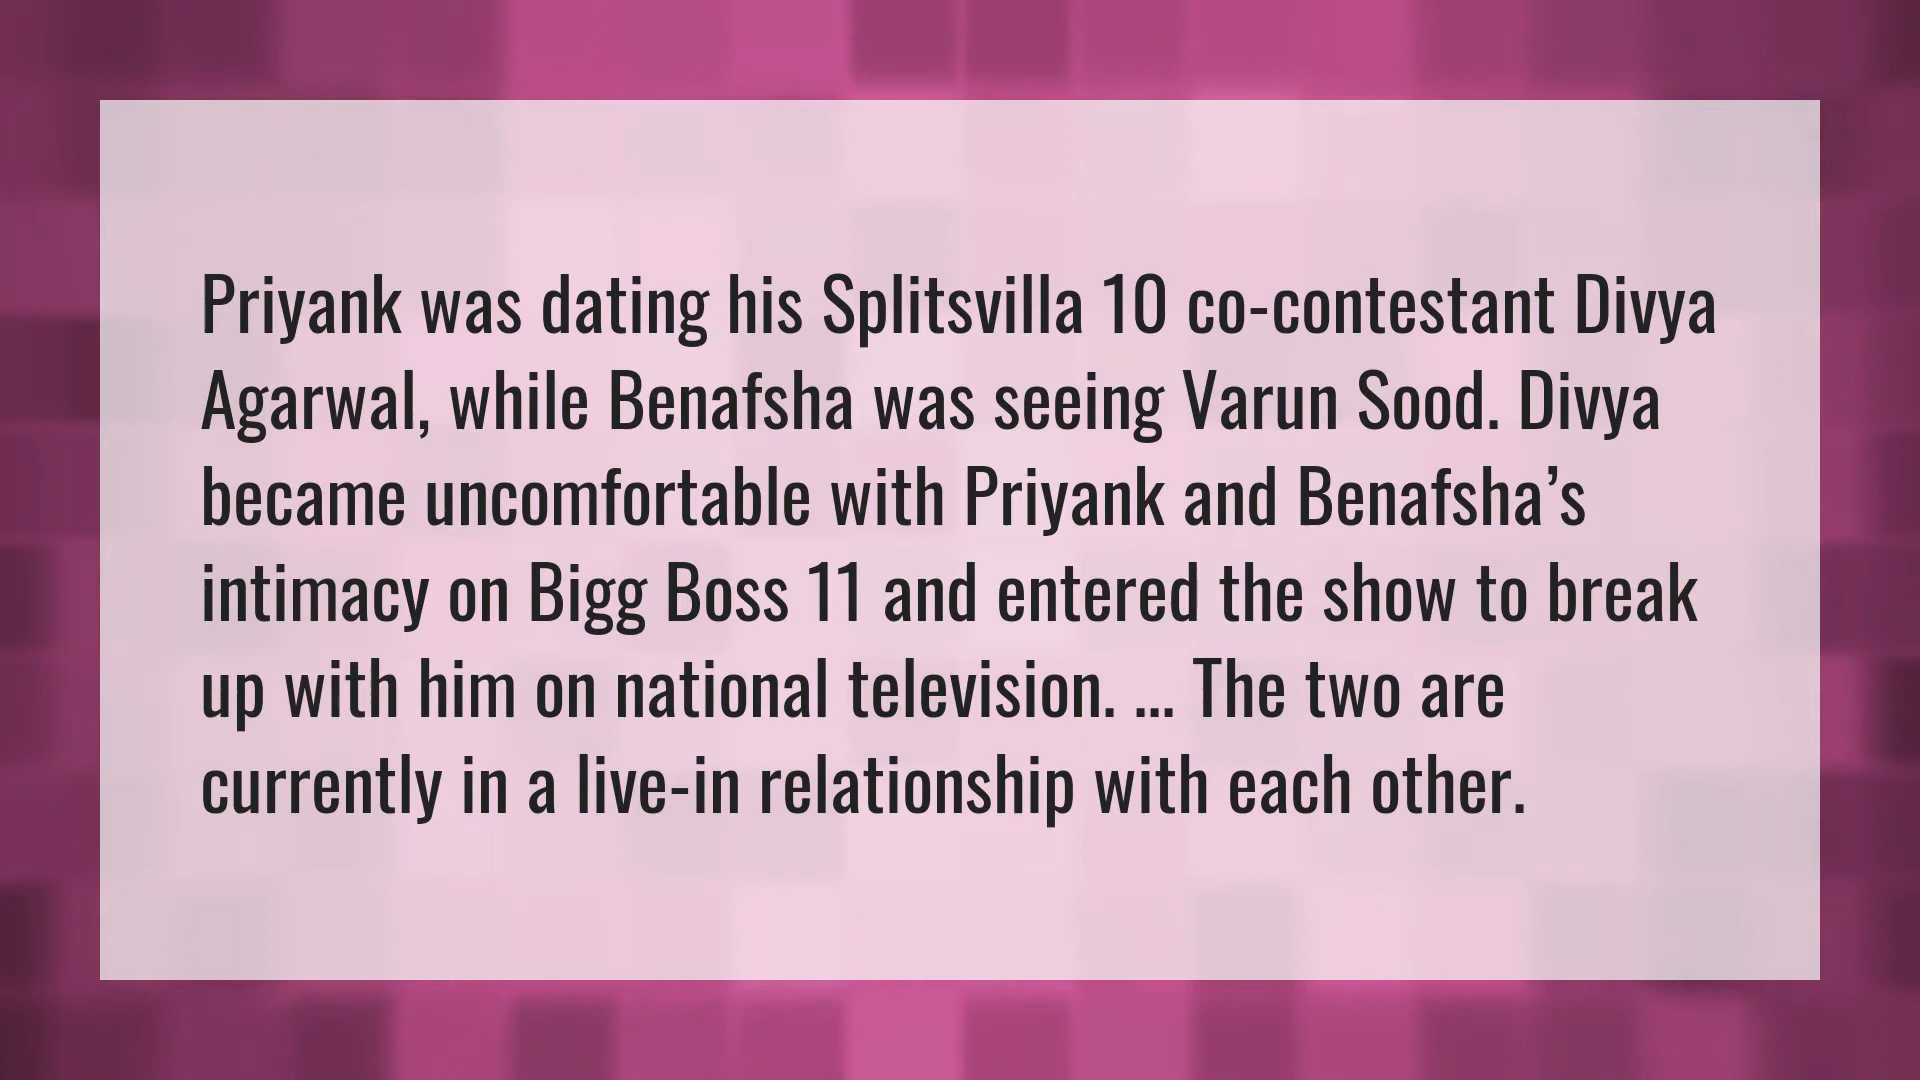 Priyank was dating his Splitsvilla 10 co-contestant Divya
Agarwal, while Benafsha was seeing Varun Sood. Divya
became uncomfortable with Priyank and Benafsha’s
intimacy on Bigg Boss 11 and entered the show to break
up with him on national television. ... The two are
currently in a live-in relationship with each other.